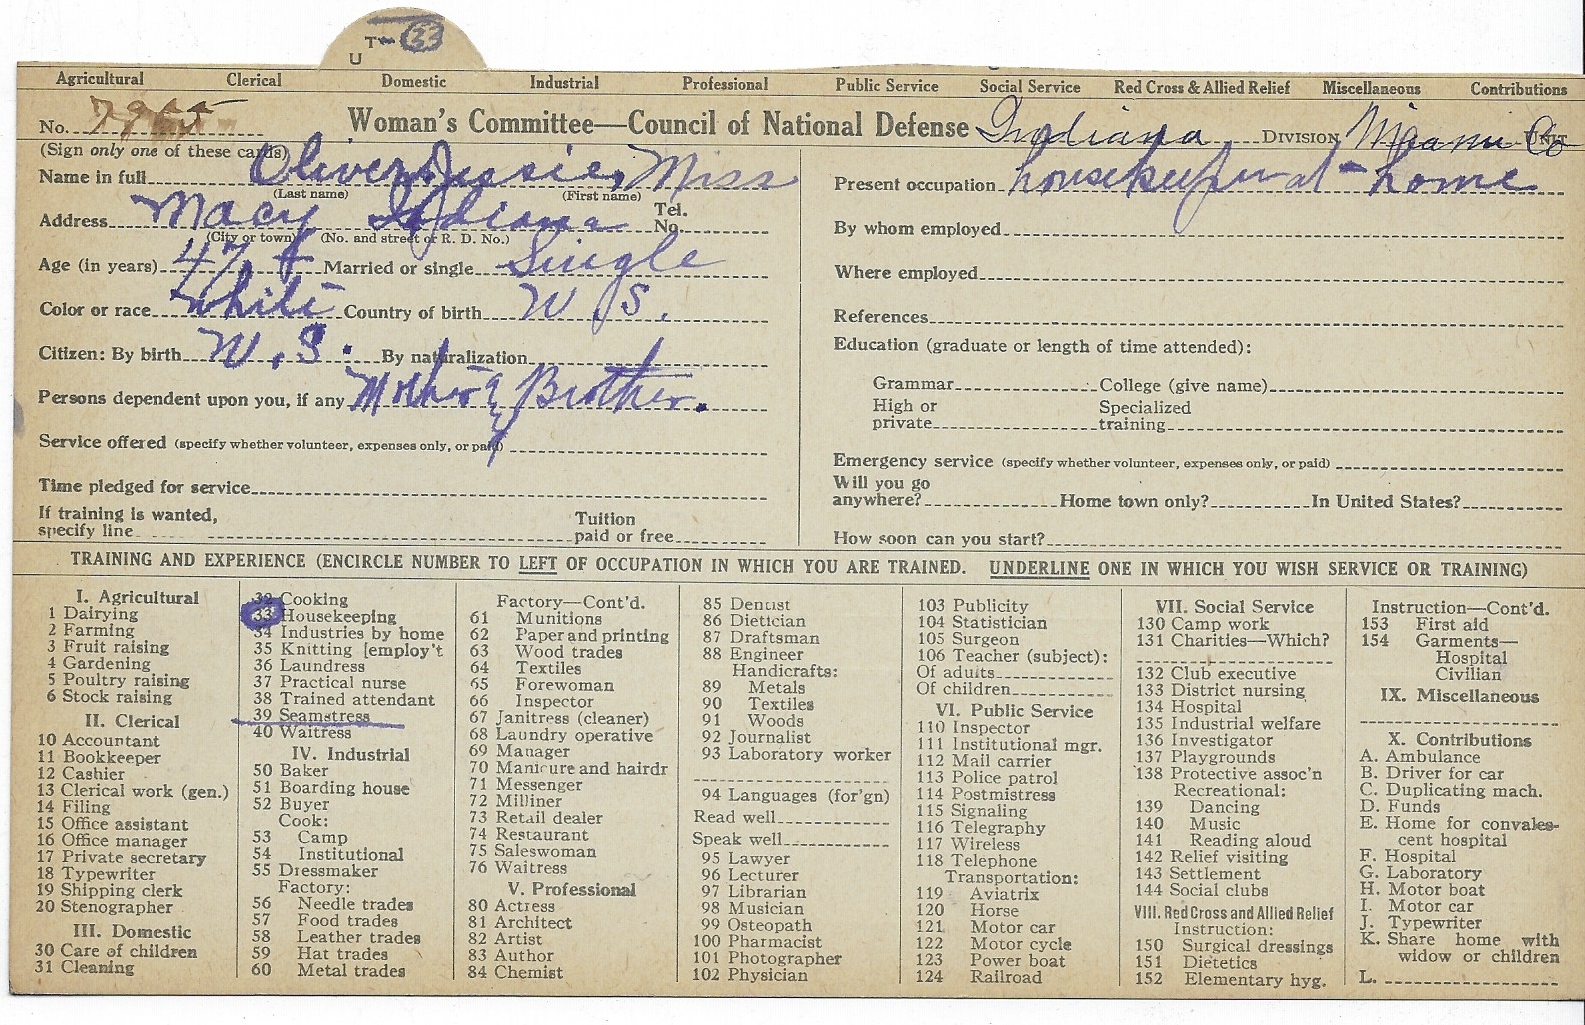 T 33
U
Agricultural Clerical Domestic Industrial Professional Public Service Social Service Red Cross & Allied Relief Miscellaneous Contributions
No. Woman's Committee—Council of National Defense Indiana DIVISION Miami Co UNIT
(Sign only one of these cards)
Name in full Oliver, Jessie, Miss
(Last name) (First name)
Address Macy Indiana Tel. No.
(City or town) (No. and street or R. D. No.)
Age (in years) 47 Married or single Single
Color or race White Country of birth U.S.
Citizen: By birth U.S. By naturalization
Persons dependent upon you, if any Mother & Brother.
Service offered (specify whether volunteer, expenses only, or paid)
Time pledged for service
If training is wanted, specify line Tuition paid or free
Present occupation housekeeping at home
By whom employed
Where employed
References
Education (graduate or length of time attended):
Grammar College (give name)
High or private Specialized training
Emergency service (specify whether volunteer, expenses only, or paid)
Will you go anywhere? Home town only? In United States?
How soon can you start?
TRAINING AND EXPERIENCE (ENCIRCLE NUMBER TO LEFT OF OCCUPATION IN WHICH YOU ARE TRAINED. UNDERLINE ONE IN WHICH YOU WISH SERVICE OR TRAINING)
I. Agricultural
1 Dairying
2 Farming
3 Fruit raising
4 Gardening
5 Poultry raising
6 Stock raising
II. Clerical
10 Accountant
11 Bookkeeper
12 Cashier
13 Clerical work (gen.)
14 Filing
15 Office assistant
16 Office manager
17 Private secretary
18 Typewriter
19 Shipping clerk
20 Stenographer
III. Domestic
30 Care of children
31 Cleaning
32 Cooking
33 Housekeeping
34 Industries by home
35 Knitting [employ't
36 Laundress
37 Practical nurse
38 Trained attendant
39 Seamstress
40 Waitress
IV. Industrial
50 Baker
51 Boarding house
52 Buyer
Cook:
53 Camp
54 Institutional
55 Dressmaker
Factory:
56 Needle trades
57 Food trades
58 Leather trades
59 Hat trades
60 Metal trades
Factory—Cont'd.
61 Munitions
62 Paper and printing
63 Wood trades
64 Textiles
65 Forewoman
66 Inspector
67 Janitress (cleaner)
68 Laundry operative
69 Manager
70 Manicure and hairdr
71 Messenger
72 Milliner
73 Retail dealer
74 Restaurant
75 Saleswoman
76 Waitress
V. Professional
80 Actress
81 Architect
82 Artist
83 Author
84 Chemist
85 Dentist
86 Dietician
87 Draftsman
88 Engineer
Handicrafts:
89 Metals
90 Textiles
91 Woods
92 Journalist
93 Laboratory worker
94 Languages (for'gn)
Read well
Speak well
95 Lawyer
96 Lecturer
97 Librarian
98 Musician
99 Osteopath
100 Pharmacist
101 Photographer
102 Physician
103 Publicity
104 Statistician
105 Surgeon
106 Teacher (subject):
Of adults
Of children
VI. Public Service
110 Inspector
111 Institutional mgr.
112 Mail carrier
113 Police patrol
114 Postmistress
115 Signaling
116 Telegraphy
117 Wireless
118 Telephone
Transportation:
119 Aviatrix
120 Horse
121 Motor car
122 Motor cycle
123 Power boat
124 Railroad
VII. Social Service
130 Camp work
131 Charities—Which?
132 Club executive
133 District nursing
134 Hospital
135 Industrial welfare
136 Investigator
137 Playgrounds
138 Protective assoc'n
Recreational:
139 Dancing
140 Music
141 Reading aloud
142 Relief visiting
143 Settlement
144 Social clubs
VIII. Red Cross and Allied Relief
Instruction:
150 Surgical dressings
151 Dietetics
152 Elementary hyg.
Instruction—Cont'd.
153 First aid
154 Garments—
Hospital
Civilian
IX. Miscellaneous
X. Contributions
A. Ambulance
B. Driver for car
C. Duplicating mach.
D. Funds
E. Home for convales-
cent hospital
F. Hospital
G. Laboratory
H. Motor boat
I. Motor car
J. Typewriter
K. Share home with
widow or children
L.